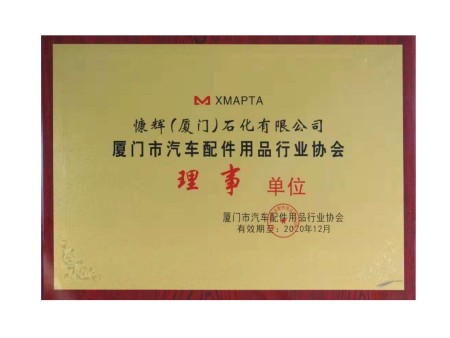 XMAPTA
慷辉(厦门)石化有限公司
厦门市汽车配件用品行业协会
理事 单位
厦门市汽车配件用品行业协会
有效期至:2020年12月